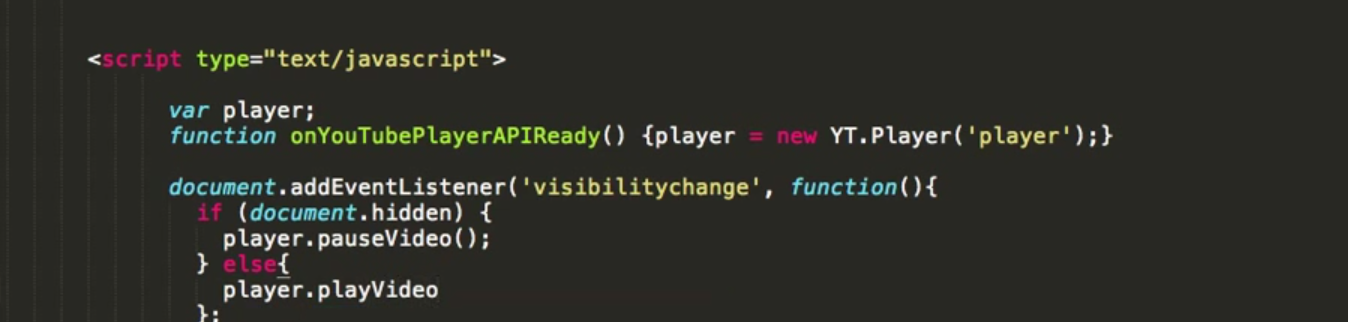 <script type="text/javascript">
var player;
function onYouTubePlayerAPIReady() {player = new YT.Player('player');}
document.addEventListener('visibilitychange', function(){
if (document.hidden) {
player.pauseVideo();
} else{
player.playVideo
};